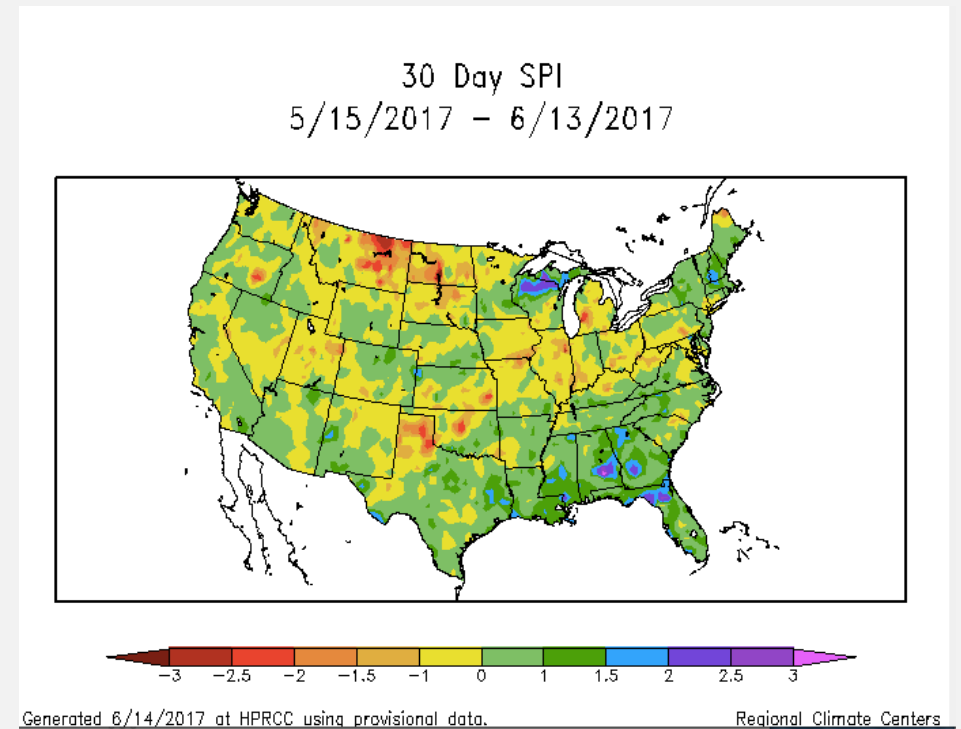 30 Day SPI
5/15/2017 – 6/13/2017
-3 -2.5 -2 -1.5 -1 0 1 1.5 2 2.5 3
Generated 6/14/2017 at HPRCC using provisional data. Regional Climate Centers